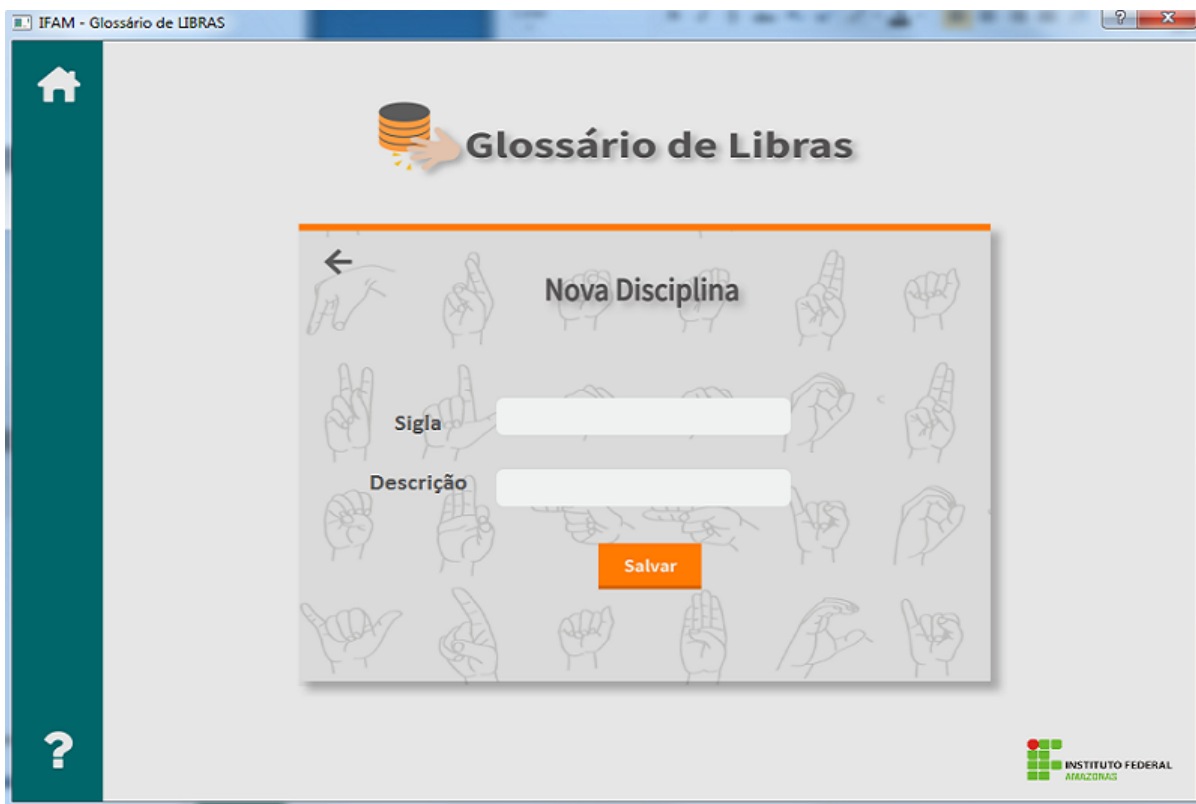 IFAM - Glossário de LIBRAS
?
Glossário de Libras
Nova Disciplina
Sigla
Descrição
Salvar
?
INSTITUTO FEDERAL
AMAZONAS